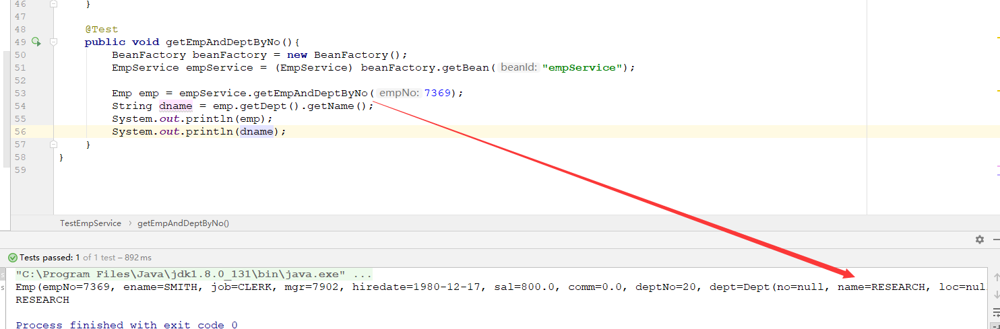 46 }
47
48 @Test
49 public void getEmpAndDeptByNo(){
50 BeanFactory beanFactory = new BeanFactory();
51 EmpService empService = (EmpService) beanFactory.getBean( beanId: "empService");
52
53 Emp emp = empService.getEmpAndDeptByNo( empNo: 7369);
54 String dname = emp.getDept().getName();
55 System.out.println(emp);
56 System.out.println(dname);
57 }
58 }
59
TestEmpService › getEmpAndDeptByNo()
Tests passed: 1 of 1 test – 892 ms
"C:\Program Files\Java\jdk1.8.0_131\bin\java.exe" ...
Emp(empNo=7369, ename=SMITH, job=CLERK, mgr=7902, hiredate=1980-12-17, sal=800.0, comm=0.0, deptNo=20, dept=Dept(no=null, name=RESEARCH, loc=nul
RESEARCH
Process finished with exit code 0